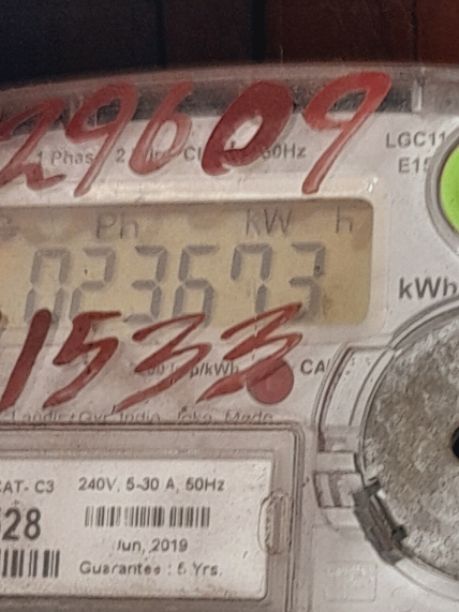 29609
1 Phas 2 50Hz
LGC11
E15
Ph kW h
023673
kWh
1533
p/kWh CA
CAT- C3 240V, 5-30 A, 50Hz
28
Jun, 2019
Guarantee : 5 Yrs.